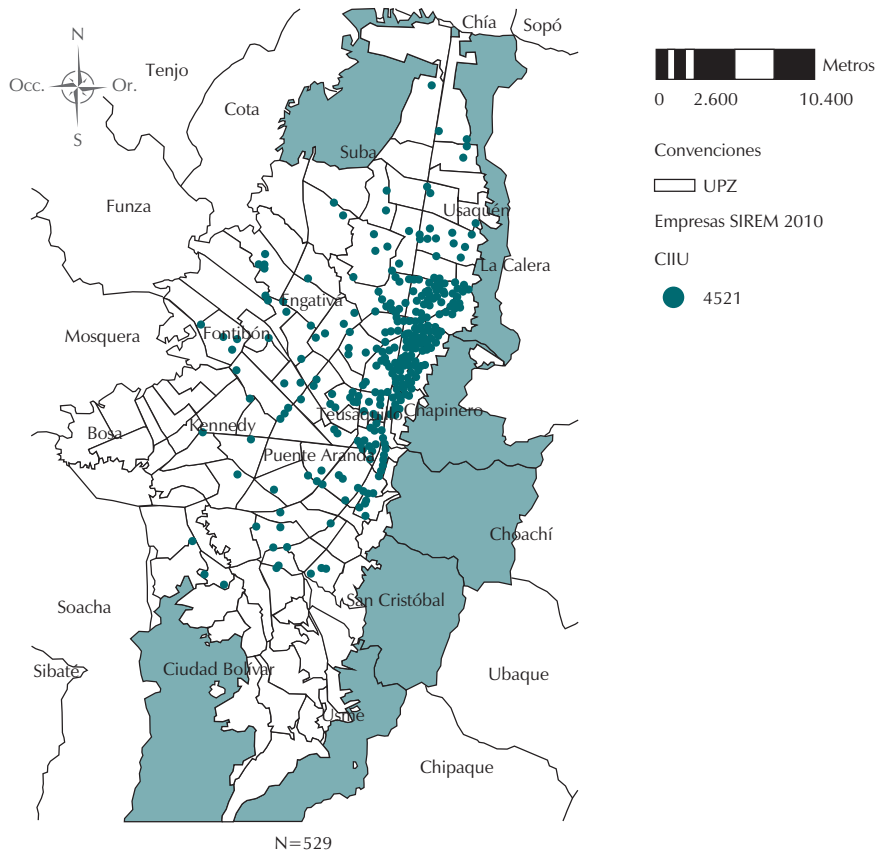 Chía
Sopó
N
Tenjo
Occ.
Or.
Metros
0
2.600
10.400
Cota
S
Suba
Convenciones
UPZ
Funza
Usaquén
Empresas SIREM 2010
CIIU
La Calera
4521
Engativa
Mosquera
Fontibón
Teusaquillo
Chapinero
Bosa
Kennedy
Puente Aranda
Choachí
Soacha
San Cristóbal
Sibaté
Ciudad Bolívar
Ubaque
Usme
Chipaque
N=529